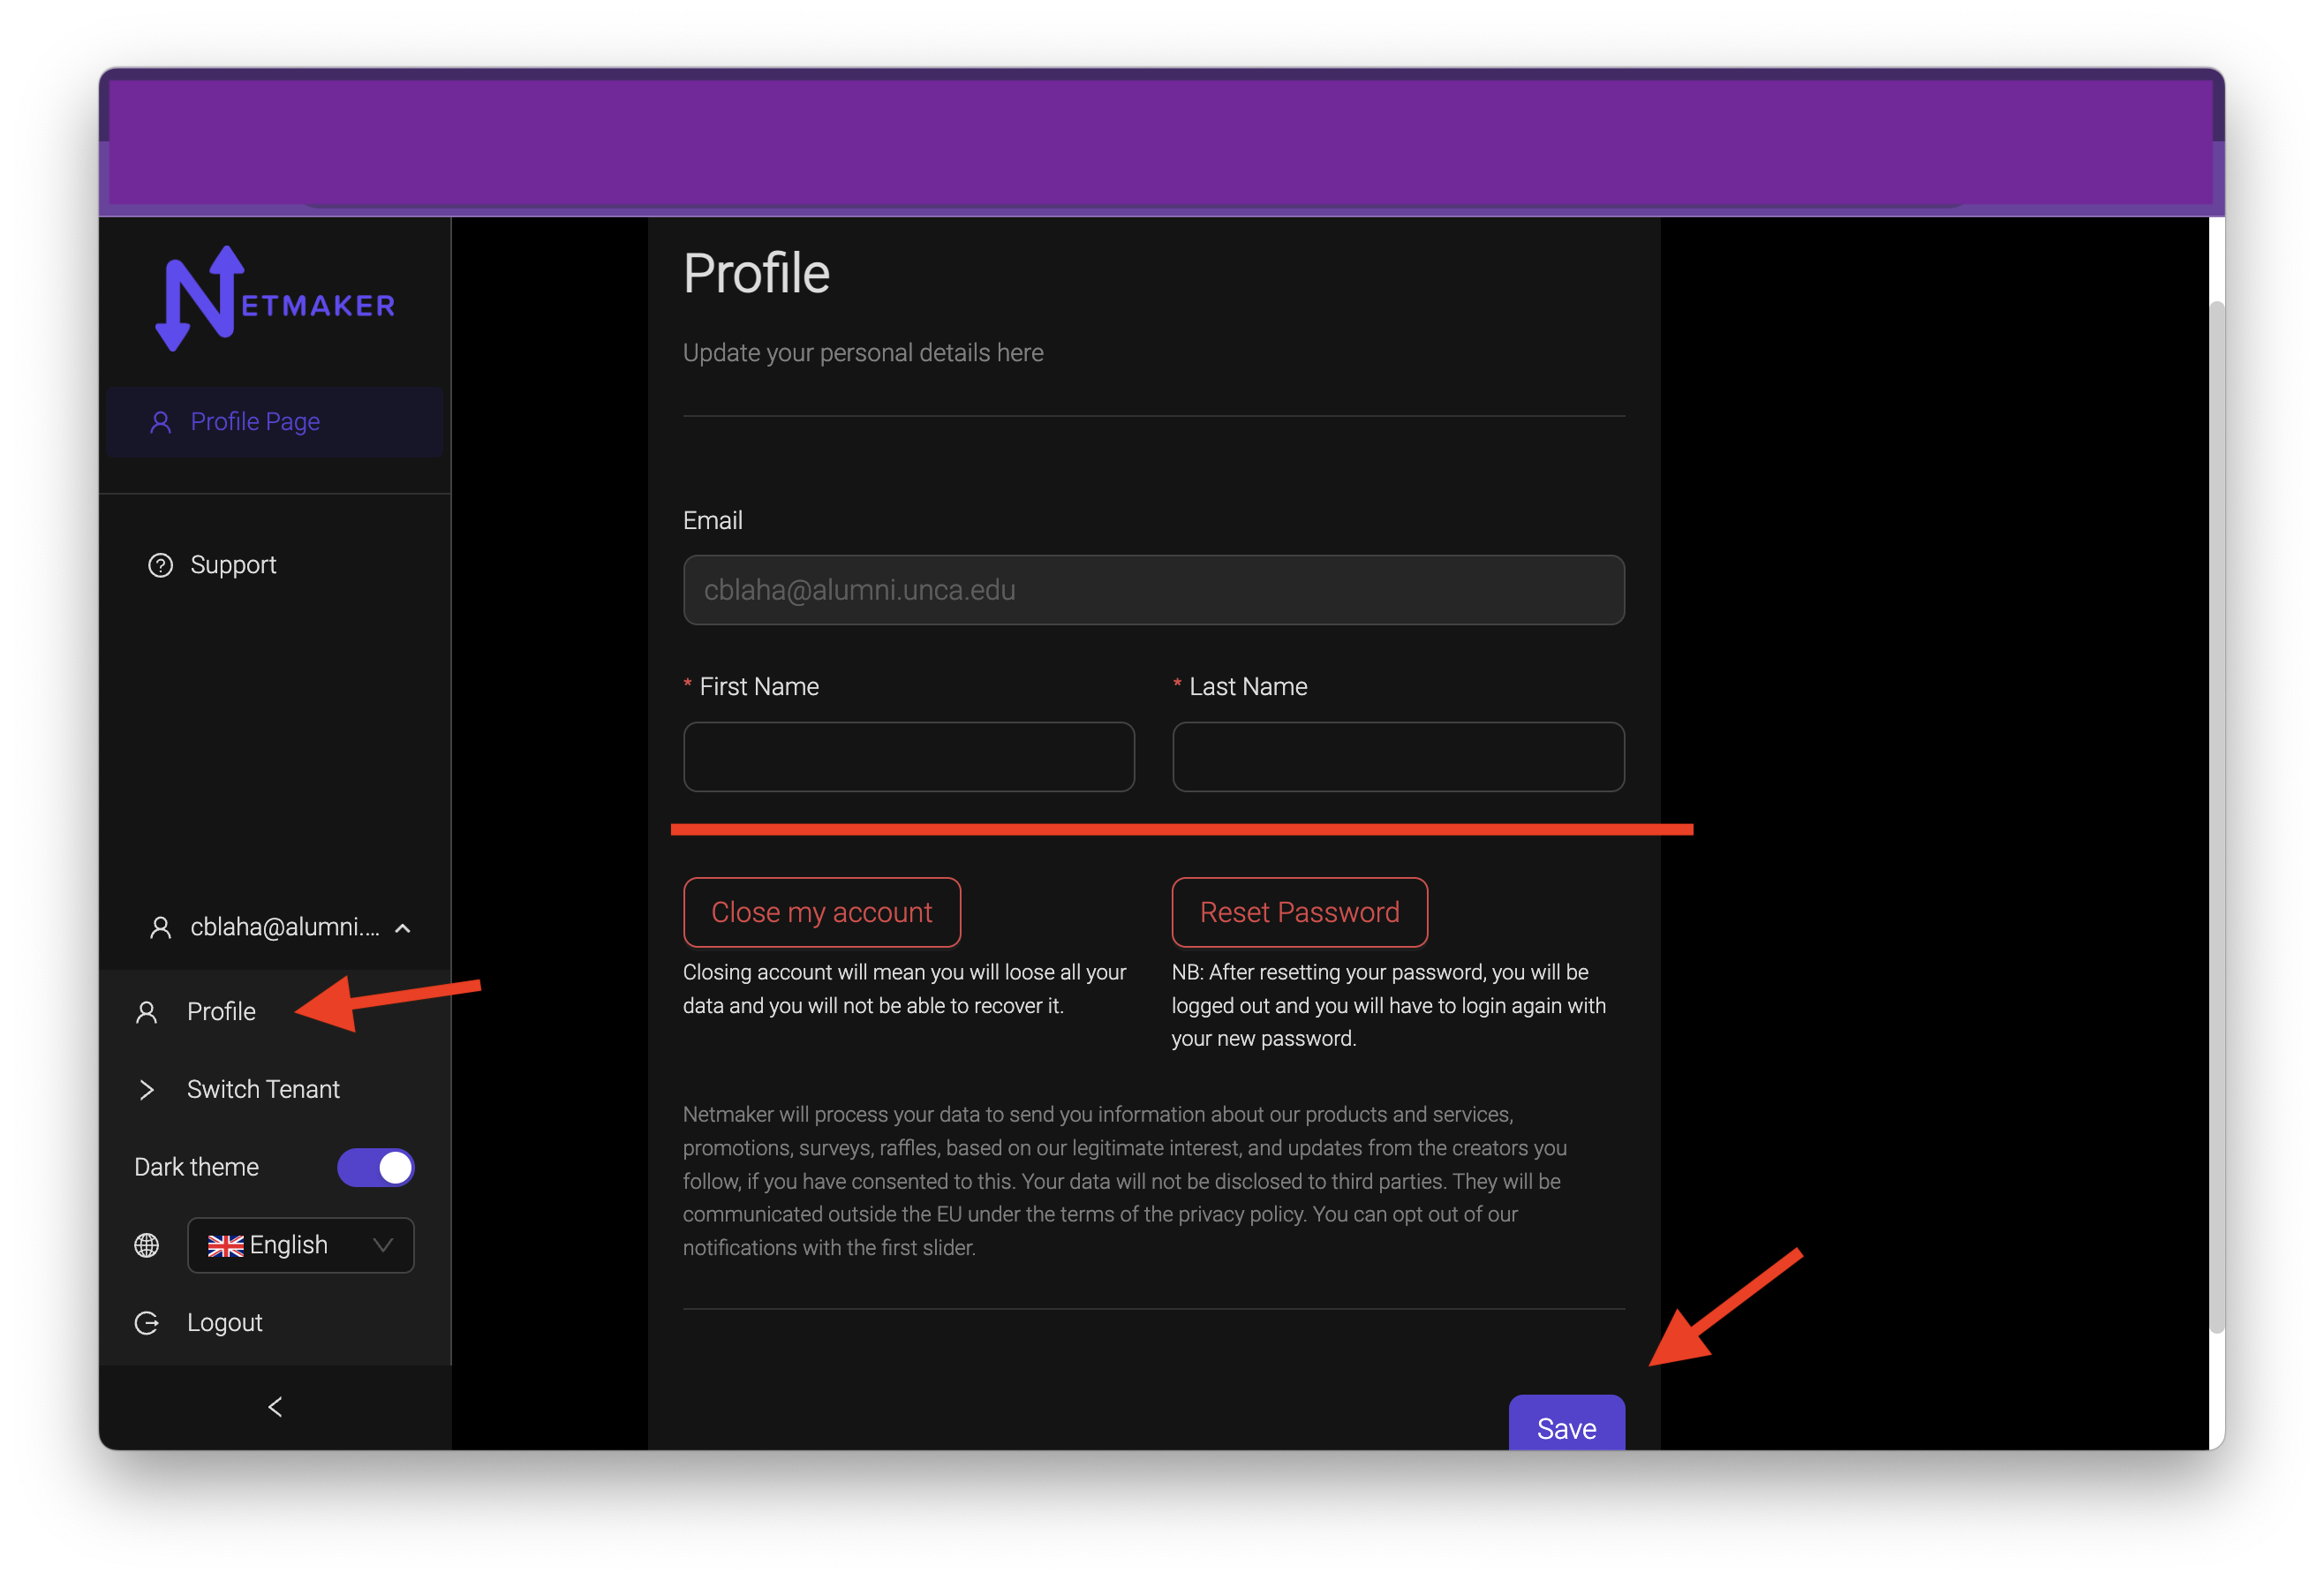 NETMAKER
Profile Page
Support
cblaha@alumni....
Profile
Switch Tenant
Dark theme
English
Logout
Profile
Update your personal details here
Email
cblaha@alumni.unca.edu
* First Name
* Last Name
Close my account
Closing account will mean you will loose all your
data and you will not be able to recover it.
Reset Password
NB: After resetting your password, you will be
logged out and you will have to login again with
your new password.
Netmaker will process your data to send you information about our products and services,
promotions, surveys, raffles, based on our legitimate interest, and updates from the creators you
follow, if you have consented to this. Your data will not be disclosed to third parties. They will be
communicated outside the EU under the terms of the privacy policy. You can opt out of our
notifications with the first slider.
Save